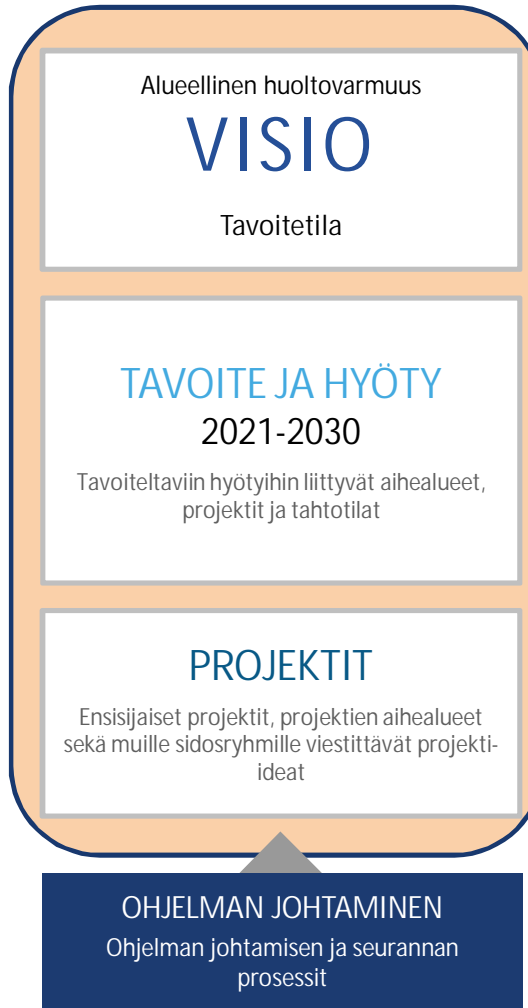 Alueellinen huoltovarmuus
VISIO
Tavoitetila
TAVOITE JA HYÖTY
2021-2030
Tavoiteltaviin hyötyihin liittyvät aihealueet,
projektit ja tahtotilat
PROJEKTIT
Ensisijaiset projektit, projektien aihealueet
sekä muille sidosryhmille viestittävät projekti-
ideat
OHJELMAN JOHTAMINEN
Ohjelman johtamisen ja seurannan
prosessit